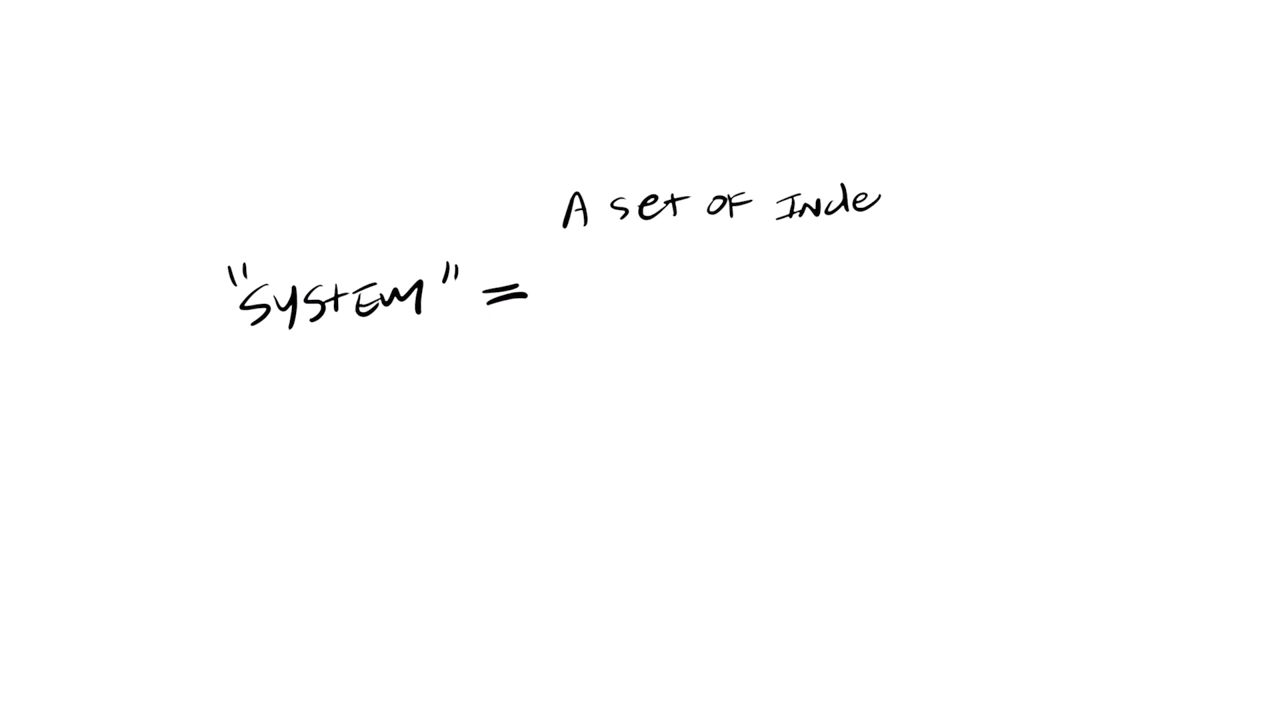 A set OF INde
"SYStEM" =